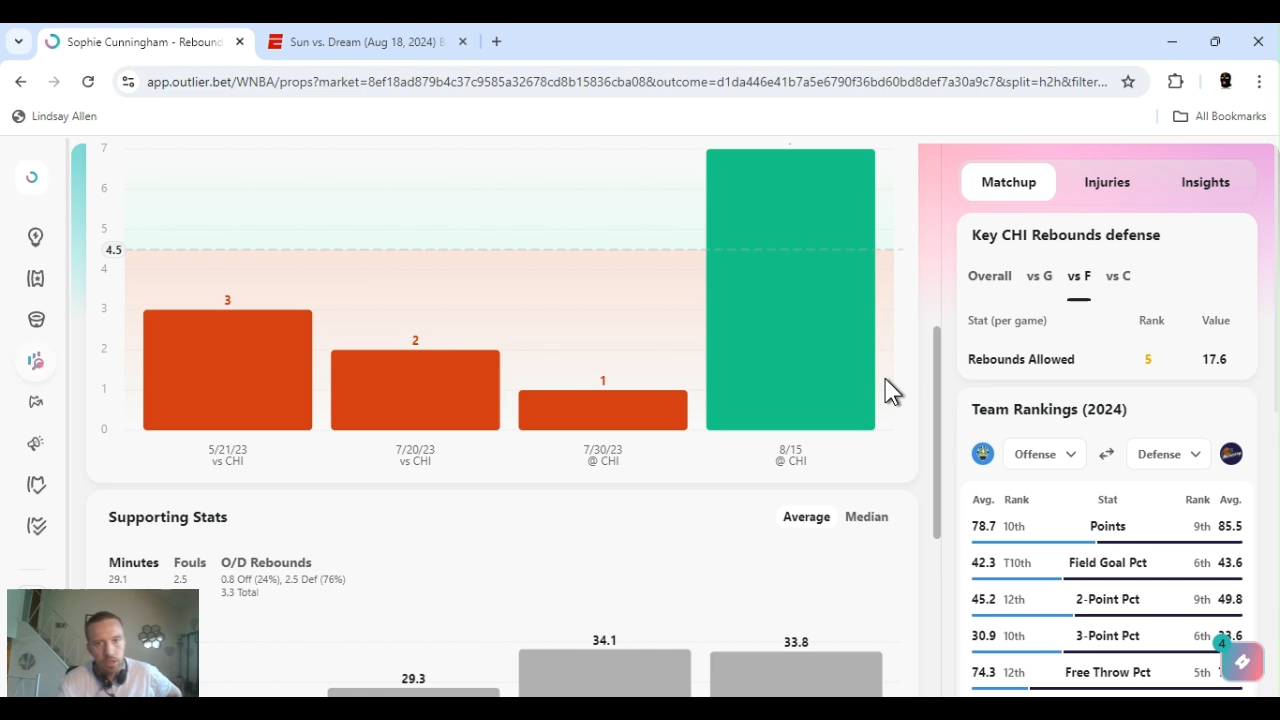 Sophie Cunningham - Rebound
Sun vs. Dream (Aug 18, 2024) B
app.outlier.bet/WNBA/props?market=8ef18ad879b4c37c9585a32678cd8b15836cba08&outcome=d1da446e41b7a5e6790f36bd60bd8def7a30a9c7&split=h2h&filter...
Lindsay Allen
All Bookmarks
7
6
5
4.5
4
3
2
1
0
3
2
1
5/21/23
vs CHI
7/20/23
vs CHI
7/30/23
@ CHI
8/15
@ CHI
Supporting Stats
Average Median
Minutes Fouls O/D Rebounds
29.1 2.5 0.8 Off (24%), 2.5 Def (76%)
3.3 Total
29.3
34.1
33.8
Matchup Injuries Insights
Key CHI Rebounds defense
Overall vs G vs F vs C
Stat (per game) Rank Value
Rebounds Allowed 5 17.6
Team Rankings (2024)
Offense Defense
Avg. Rank Stat Rank Avg.
78.7 10th Points 9th 85.5
42.3 T10th Field Goal Pct 6th 43.6
45.2 12th 2-Point Pct 9th 49.8
30.9 10th 3-Point Pct 6th
4
74.3 12th Free Throw Pct 5th